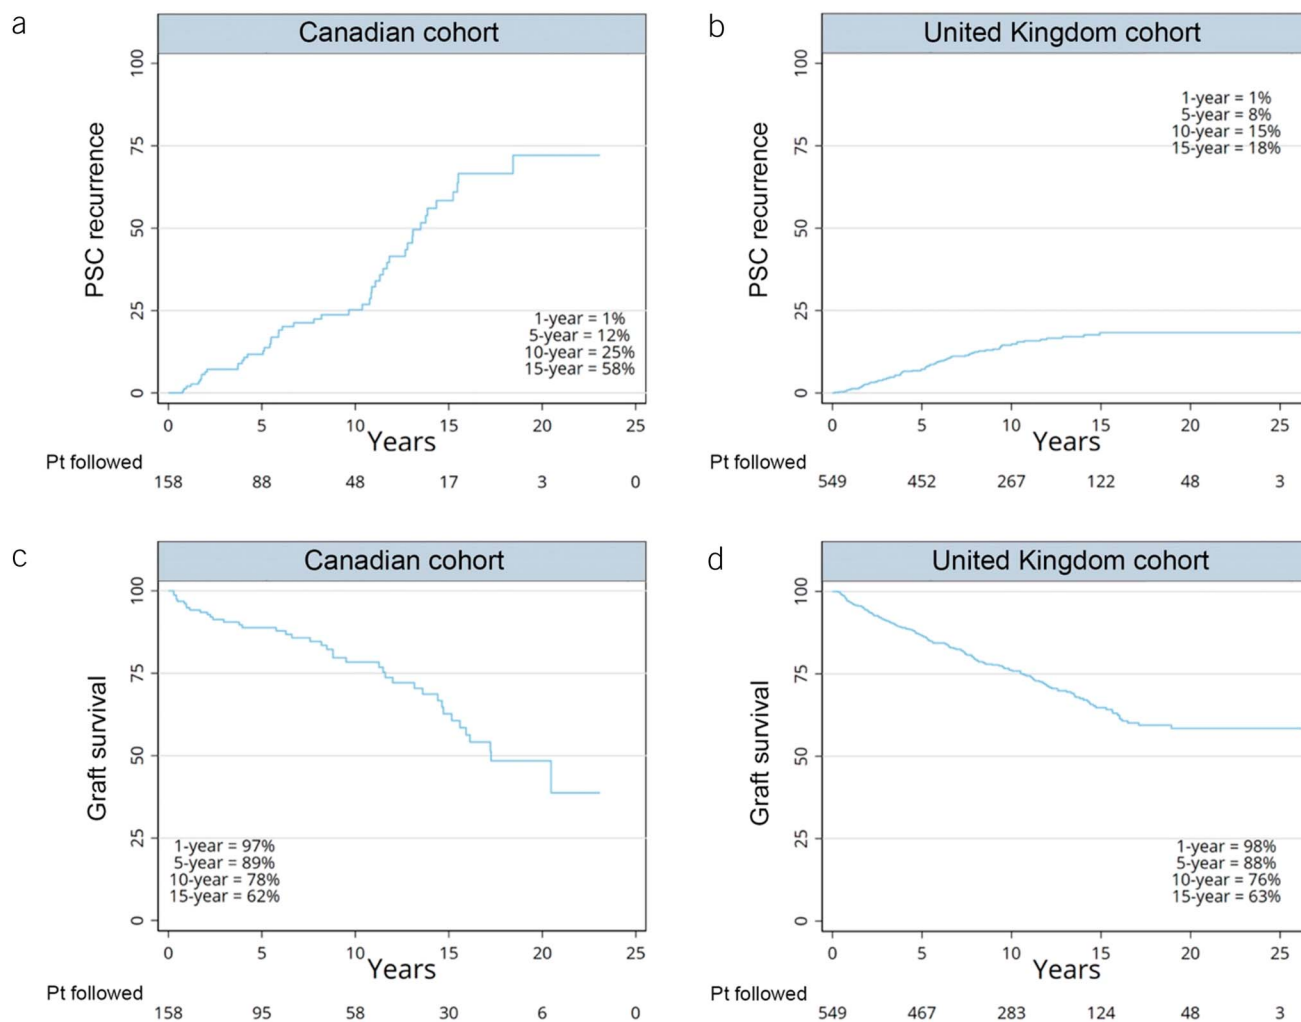 a
Canadian cohort
100
75
50
25
0
PSC recurrence
1-year = 1%
5-year = 12%
10-year = 25%
15-year = 58%
0 5 10 15 20 25
Years
Pt followed
158 88 48 17 3 0
b
United Kingdom cohort
100
75
50
25
0
PSC recurrence
1-year = 1%
5-year = 8%
10-year = 15%
15-year = 18%
0 5 10 15 20 25
Years
Pt followed
549 452 267 122 48 3
c
Canadian cohort
100
75
50
25
0
Graft survival
1-year = 97%
5-year = 89%
10-year = 78%
15-year = 62%
0 5 10 15 20 25
Years
Pt followed
158 95 58 30 6 0
d
United Kingdom cohort
100
75
50
25
0
Graft survival
1-year = 98%
5-year = 88%
10-year = 76%
15-year = 63%
0 5 10 15 20 25
Years
Pt followed
549 467 283 124 48 3